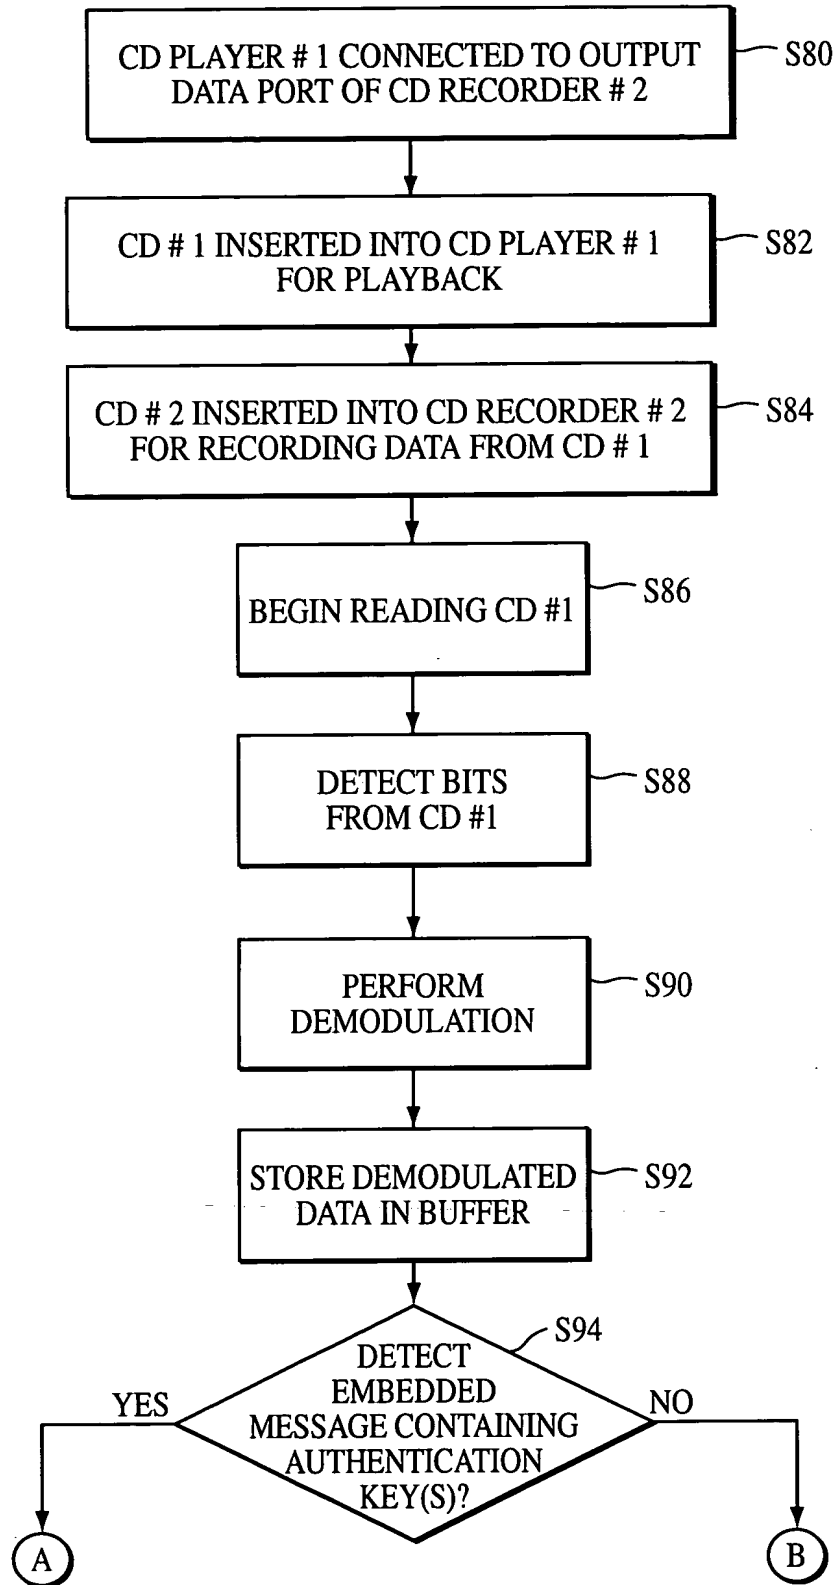 CD PLAYER # 1 CONNECTED TO OUTPUT
DATA PORT OF CD RECORDER # 2
S80
CD # 1 INSERTED INTO CD PLAYER # 1
FOR PLAYBACK
S82
CD # 2 INSERTED INTO CD RECORDER # 2
FOR RECORDING DATA FROM CD # 1
S84
BEGIN READING CD #1
S86
DETECT BITS
FROM CD #1
S88
PERFORM
DEMODULATION
S90
STORE DEMODULATED
DATA IN BUFFER
S92
S94
DETECT
EMBEDDED
MESSAGE CONTAINING
AUTHENTICATION
KEY(S)?
YES
NO
A
B